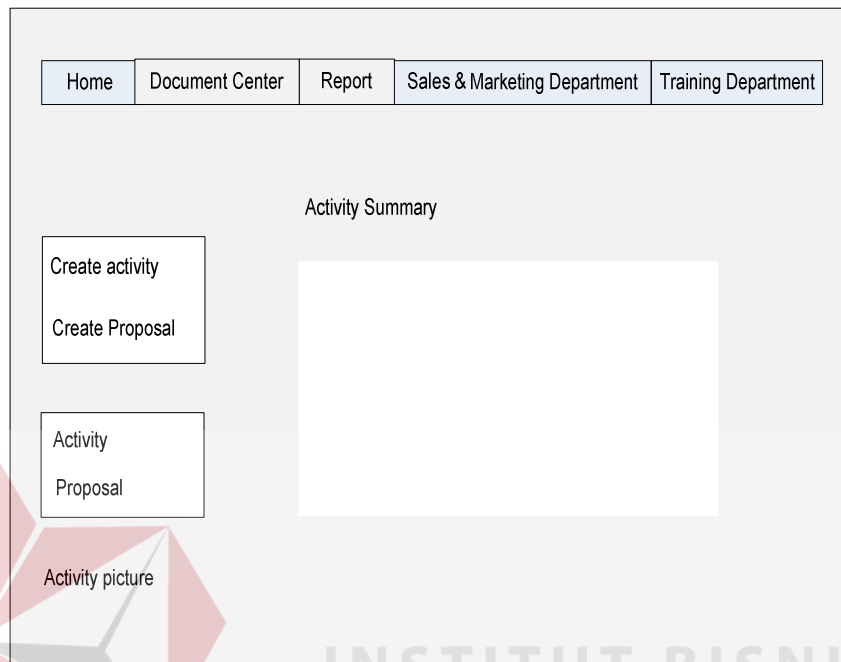 Home Document Center Report Sales & Marketing Department Training Department
Activity Summary
Create activity
Create Proposal
Activity
Proposal
Activity picture
INSTITUT BISNI